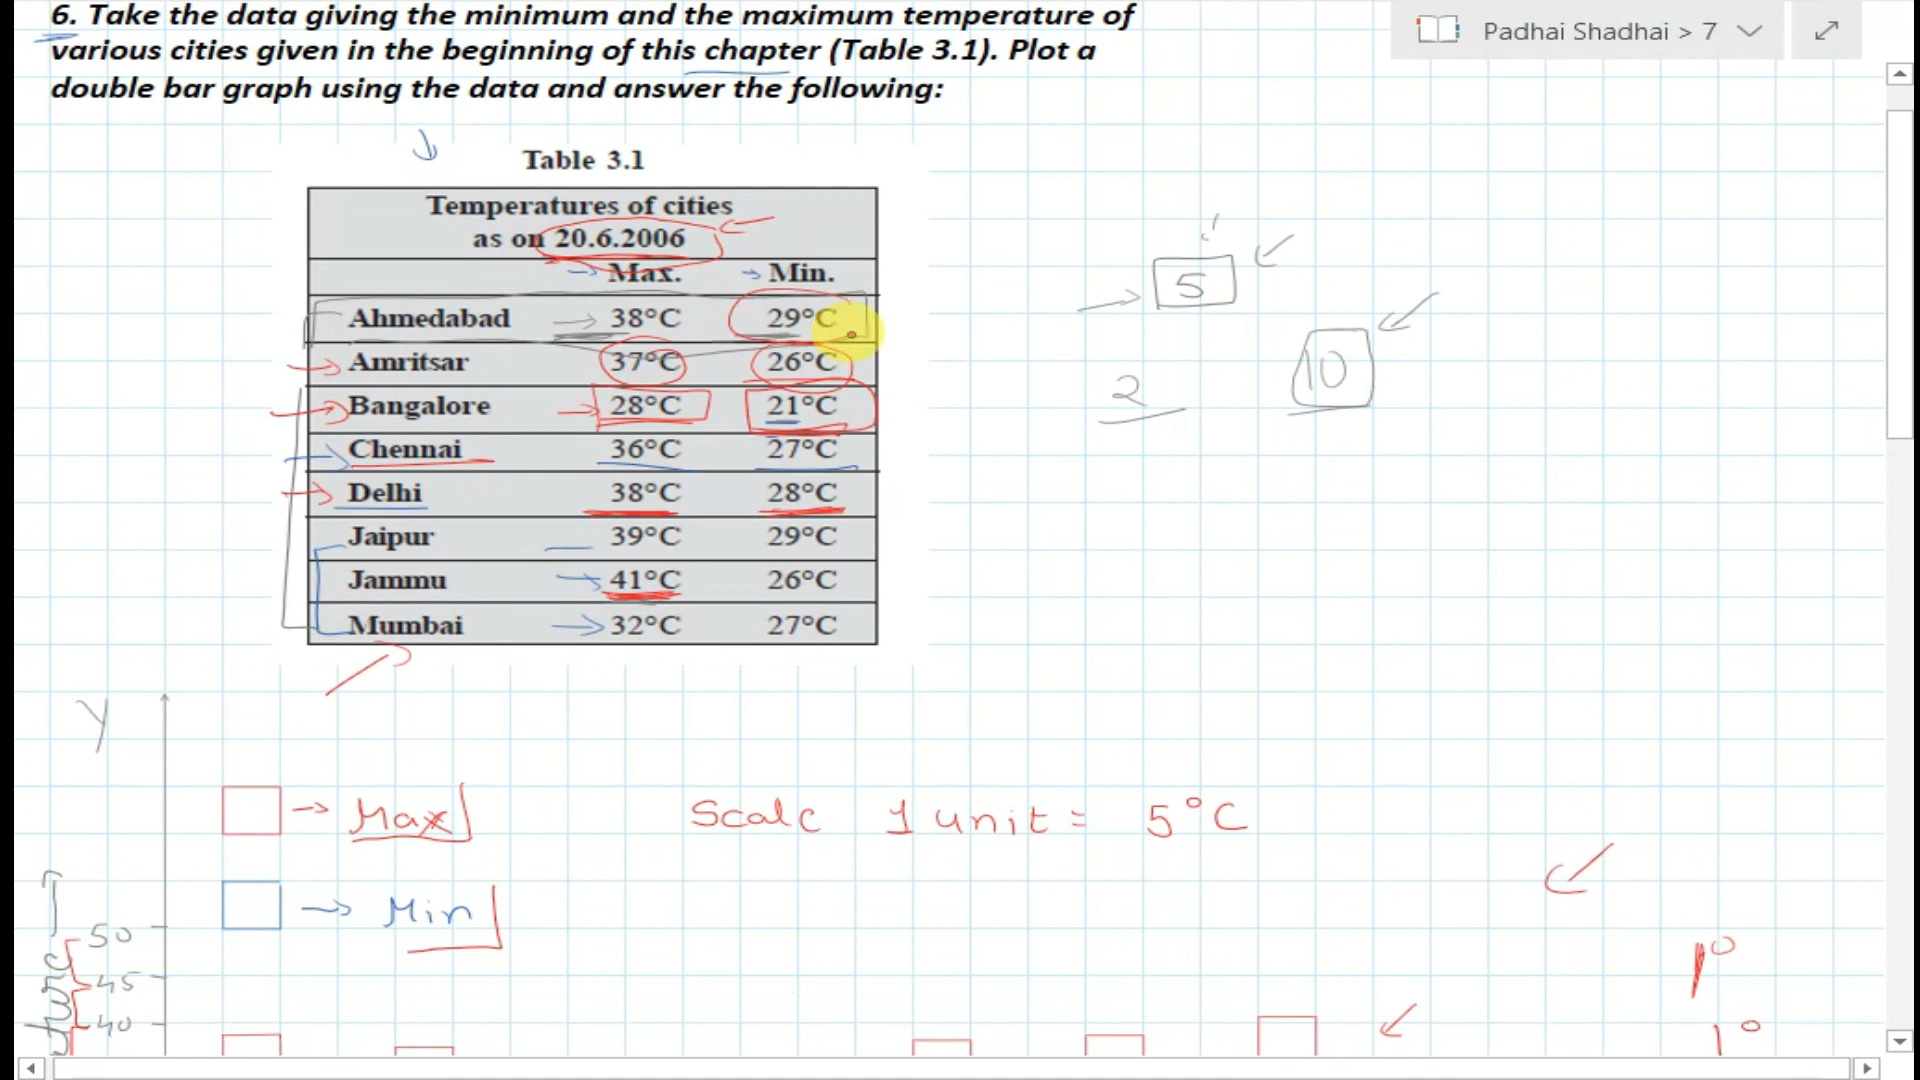 6. Take the data giving the minimum and the maximum temperature of
various cities given in the beginning of this chapter (Table 3.1). Plot a
double bar graph using the data and answer the following:
Padhai Shadhai > 7
Table 3.1
Temperatures of cities
as on 20.6.2006
Max. Min.
Ahmedabad 38°C 29°C
Amritsar 37°C 26°C
Bangalore 28°C 21°C
Chennai 36°C 27°C
Delhi 38°C 28°C
Jaipur 39°C 29°C
Jammu 41°C 26°C
Mumbai 32°C 27°C
5
10
2
y
Max
Scale 1 unit = 5°C
Min
50
45
40
1°
1°